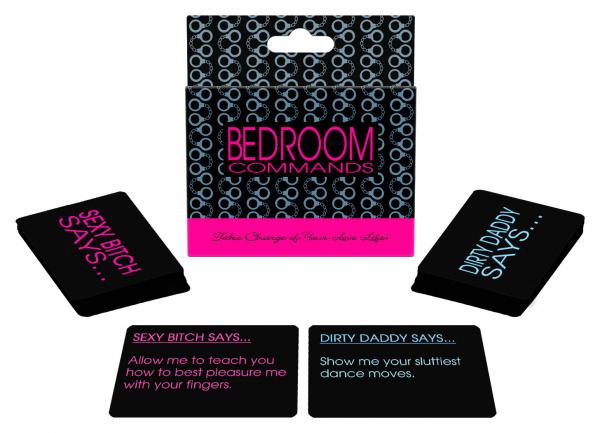 BEDROOM
COMMANDS
Take Charge of Your Love Life!
SEXY BITCH
SAYS...
DIRTY DADDY
SAYS...
SEXY BITCH SAYS...
Allow me to teach you
how to best pleasure me
with your fingers.
DIRTY DADDY SAYS...
Show me your sluttiest
dance moves.